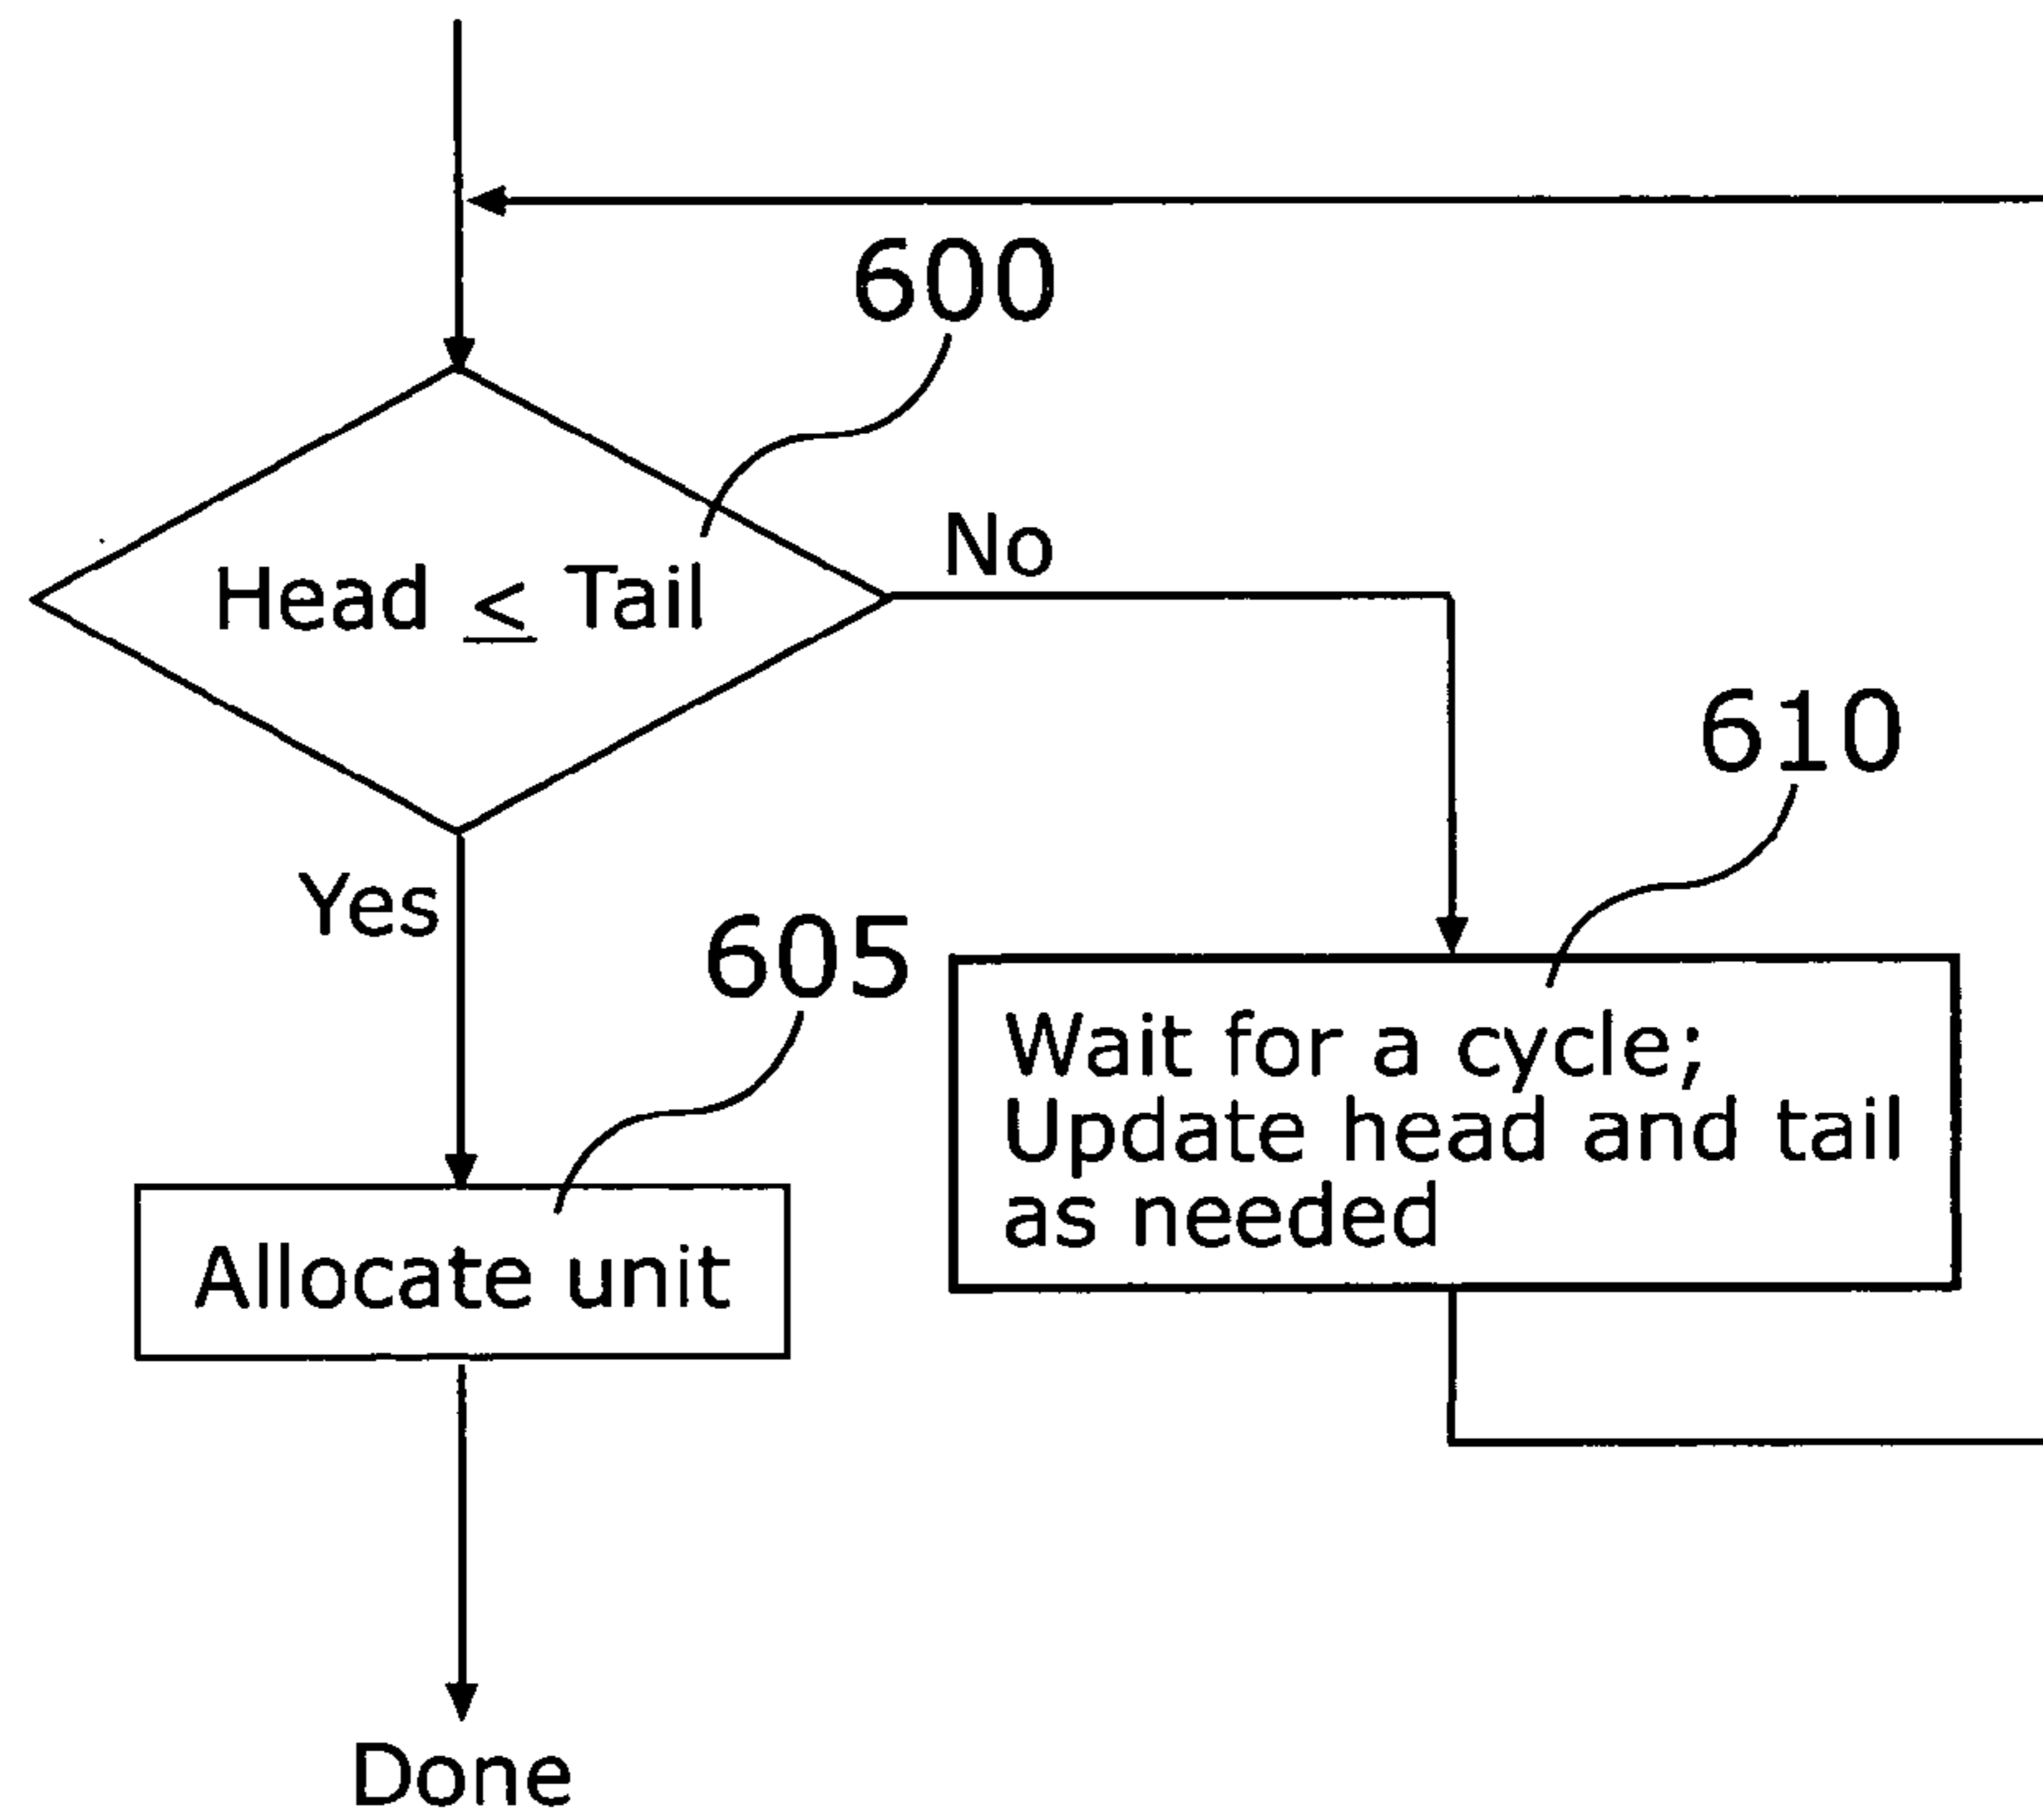 600
No
Head ≤ Tail
610
Yes
605
Wait for a cycle;
Update head and tail
as needed
Allocate unit
Done